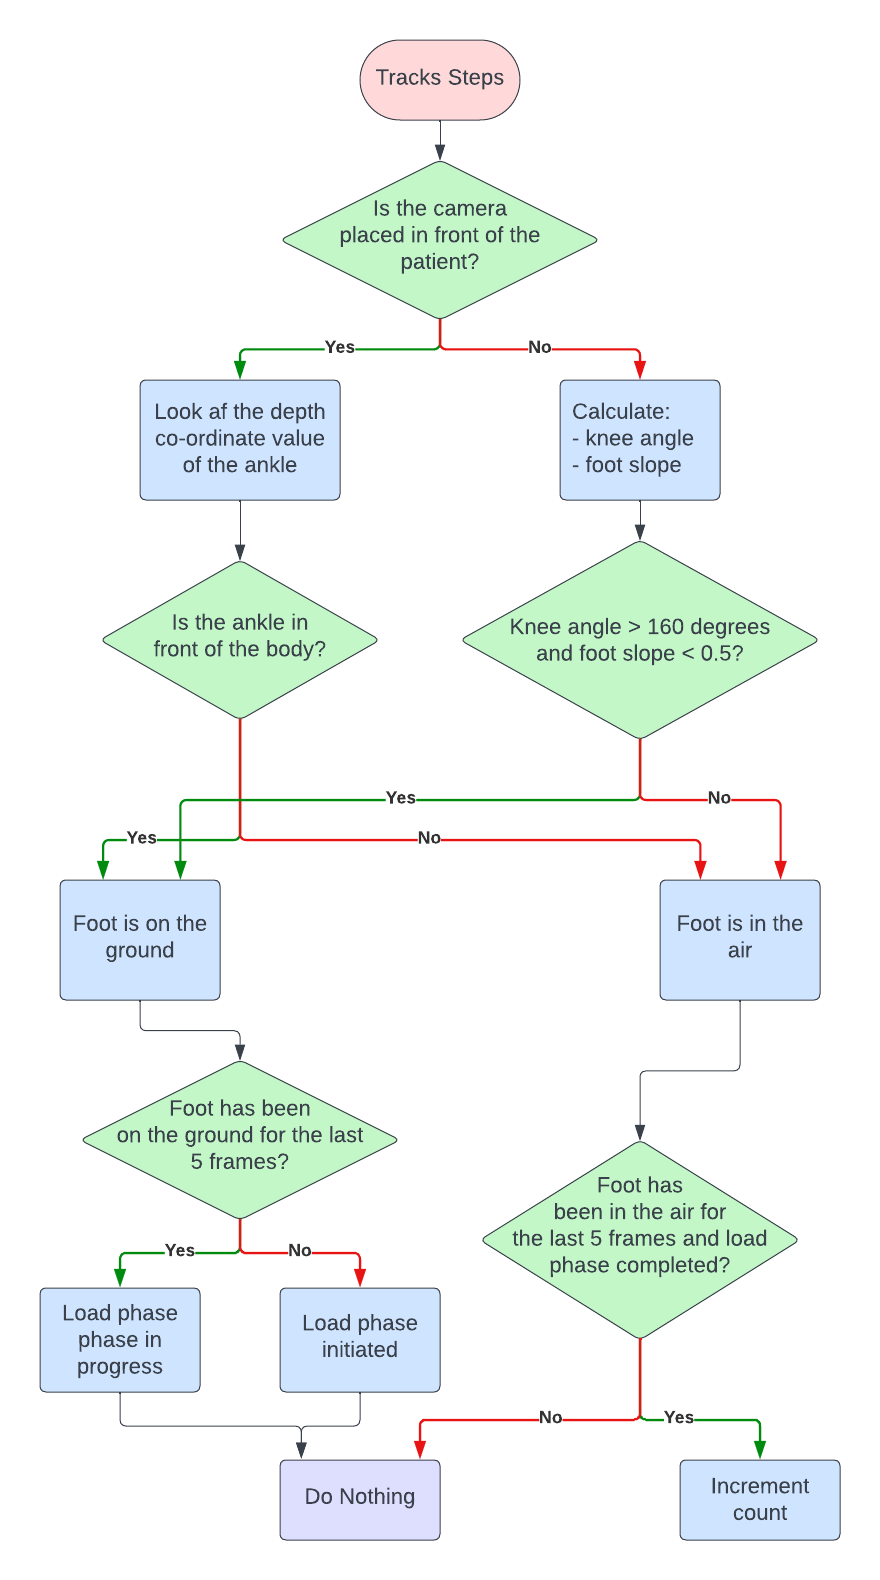 Tracks Steps
Is the camera
placed in front of the
patient?
Yes
No
Look af the depth
co-ordinate value
of the ankle
Calculate:
- knee angle
- foot slope
Is the ankle in
front of the body?
Knee angle > 160 degrees
and foot slope < 0.5?
Yes
No
Yes
No
Foot is on the
ground
Foot is in the
air
Foot has been
on the ground for the last
5 frames?
Foot has
been in the air for
the last 5 frames and load
phase completed?
Yes
No
Load phase
phase in
progress
Load phase
initiated
No
Yes
Do Nothing
Increment
count